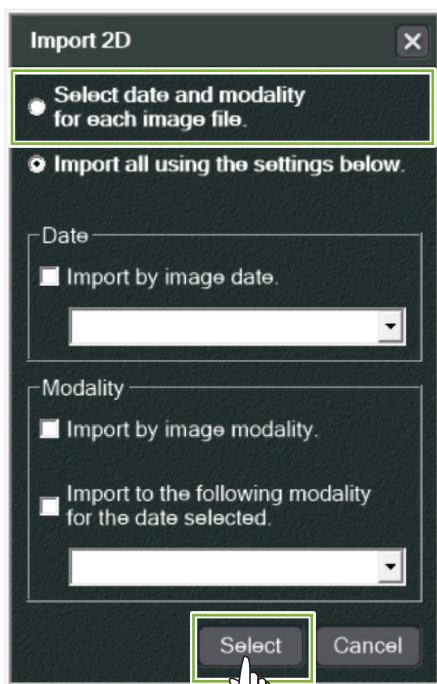 Import 2D
Select date and modality
for each image file.
Import all using the settings below.
Date
Import by image date.
Modality
Import by image modality.
Import to the following modality
for the date selected.
Select
Cancel